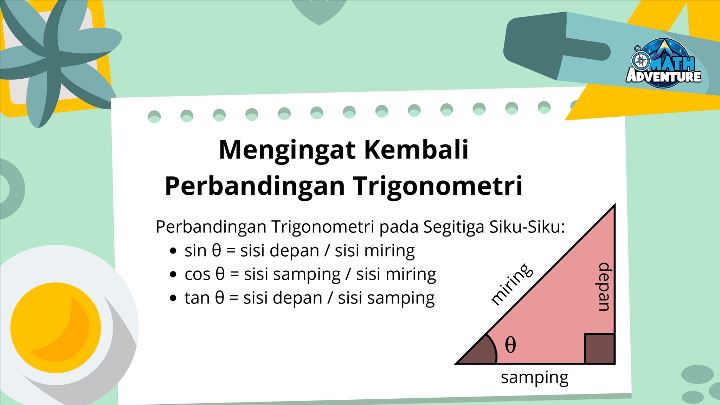 MATH
ADVENTURE
Mengingat Kembali
Perbandingan Trigonometri
Perbandingan Trigonometri pada Segitiga Siku-Siku:
• sin θ = sisi depan / sisi miring
• cos θ = sisi samping / sisi miring
• tan θ = sisi depan / sisi samping
miring
depan
θ
samping